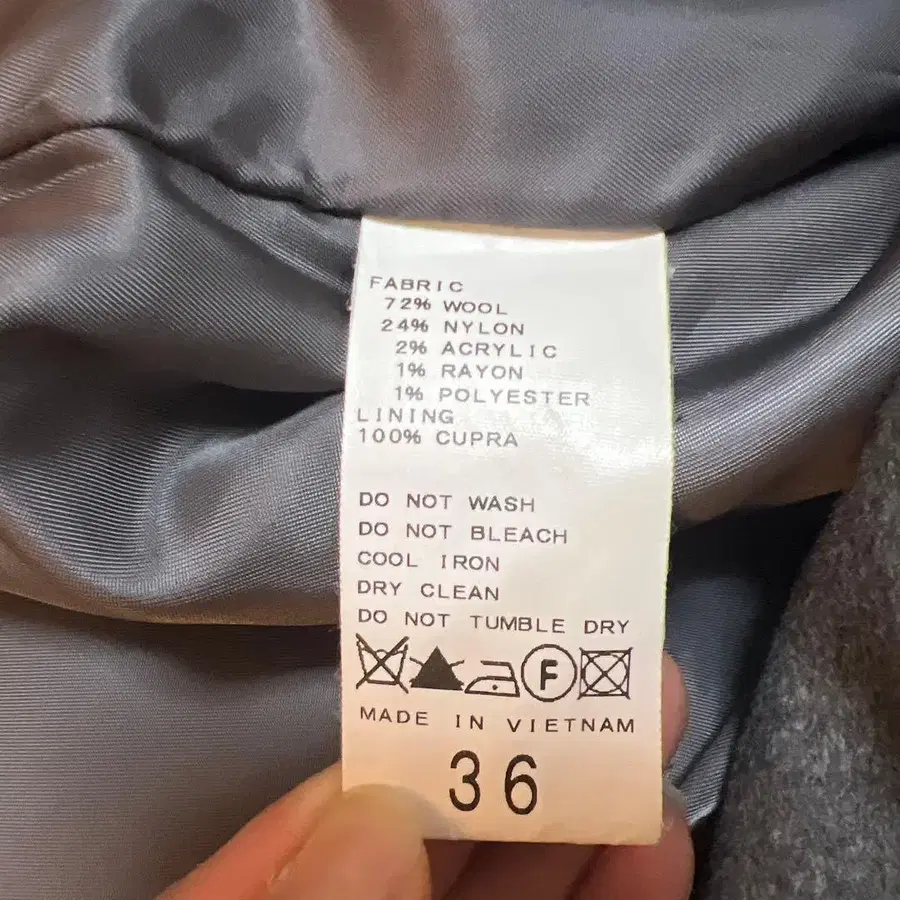 FABRIC
72% WOOL
24% NYLON
2% ACRYLIC
1% RAYON
1% POLYESTER
LINING
100% CUPRA
DO NOT WASH
DO NOT BLEACH
COOL IRON
DRY CLEAN
DO NOT TUMBLE DRY
F
MADE IN VIETNAM
36